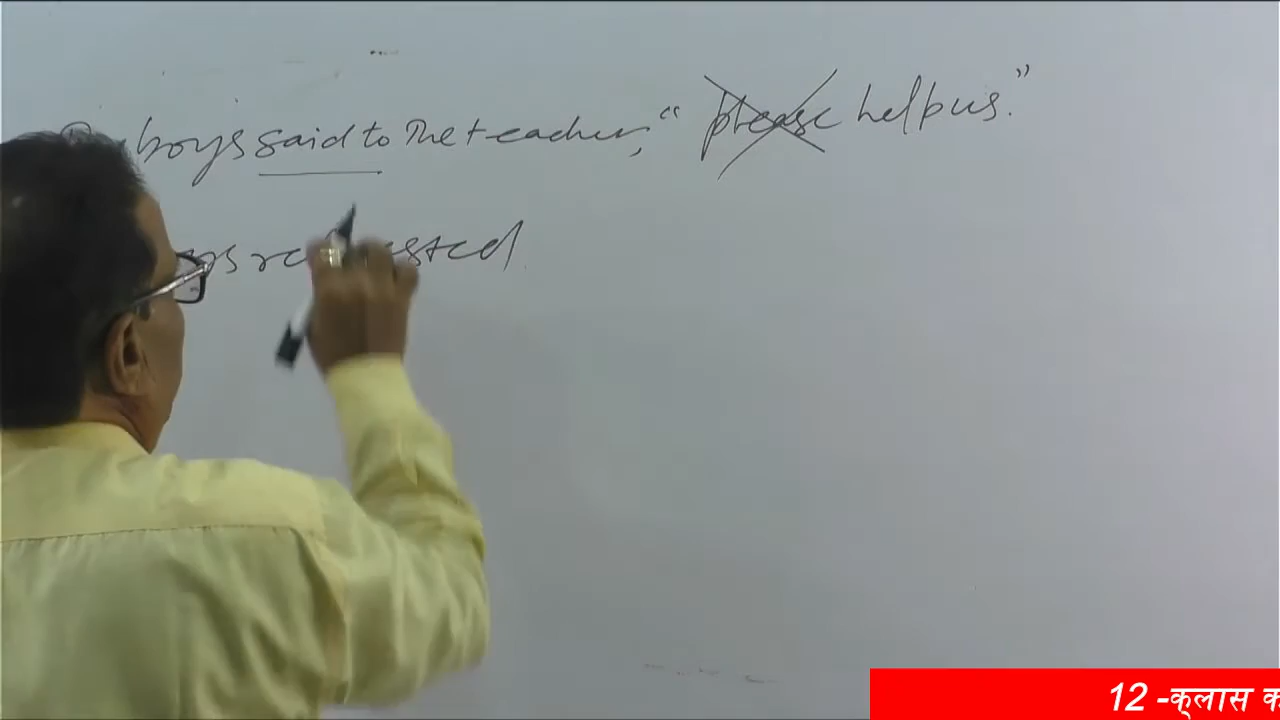 boys said to The teacher, “ please help us.”
requested
12 -क्लास क